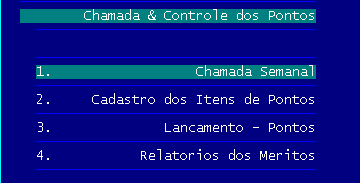 Chamada & Controle dos Pontos
1. Chamada Semanal
2. Cadastro dos Itens de Pontos
3. Lancamento - Pontos
4. Relatorios dos Meritos